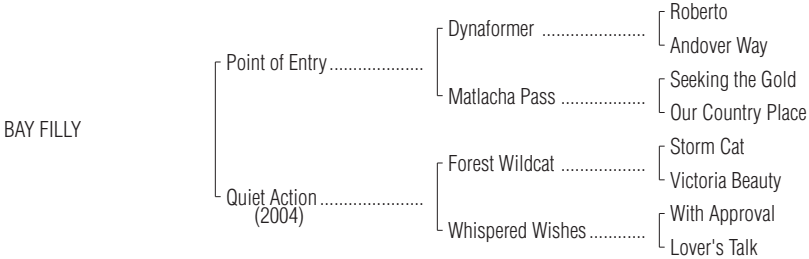 Roberto
Dynaformer ......................
Andover Way
Point of Entry....................
Seeking the Gold
Matlacha Pass ..................
Our Country Place
BAY FILLY
Storm Cat
Forest Wildcat ..................
Victoria Beauty
Quiet Action......................
(2004)
With Approval
Whispered Wishes............
Lover's Talk